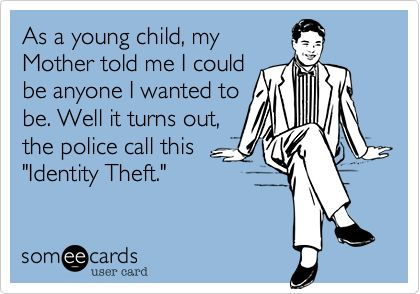 As a young child, my
Mother told me I could
be anyone I wanted to
be. Well it turns out,
the police call this
"Identity Theft."
someecards
user card